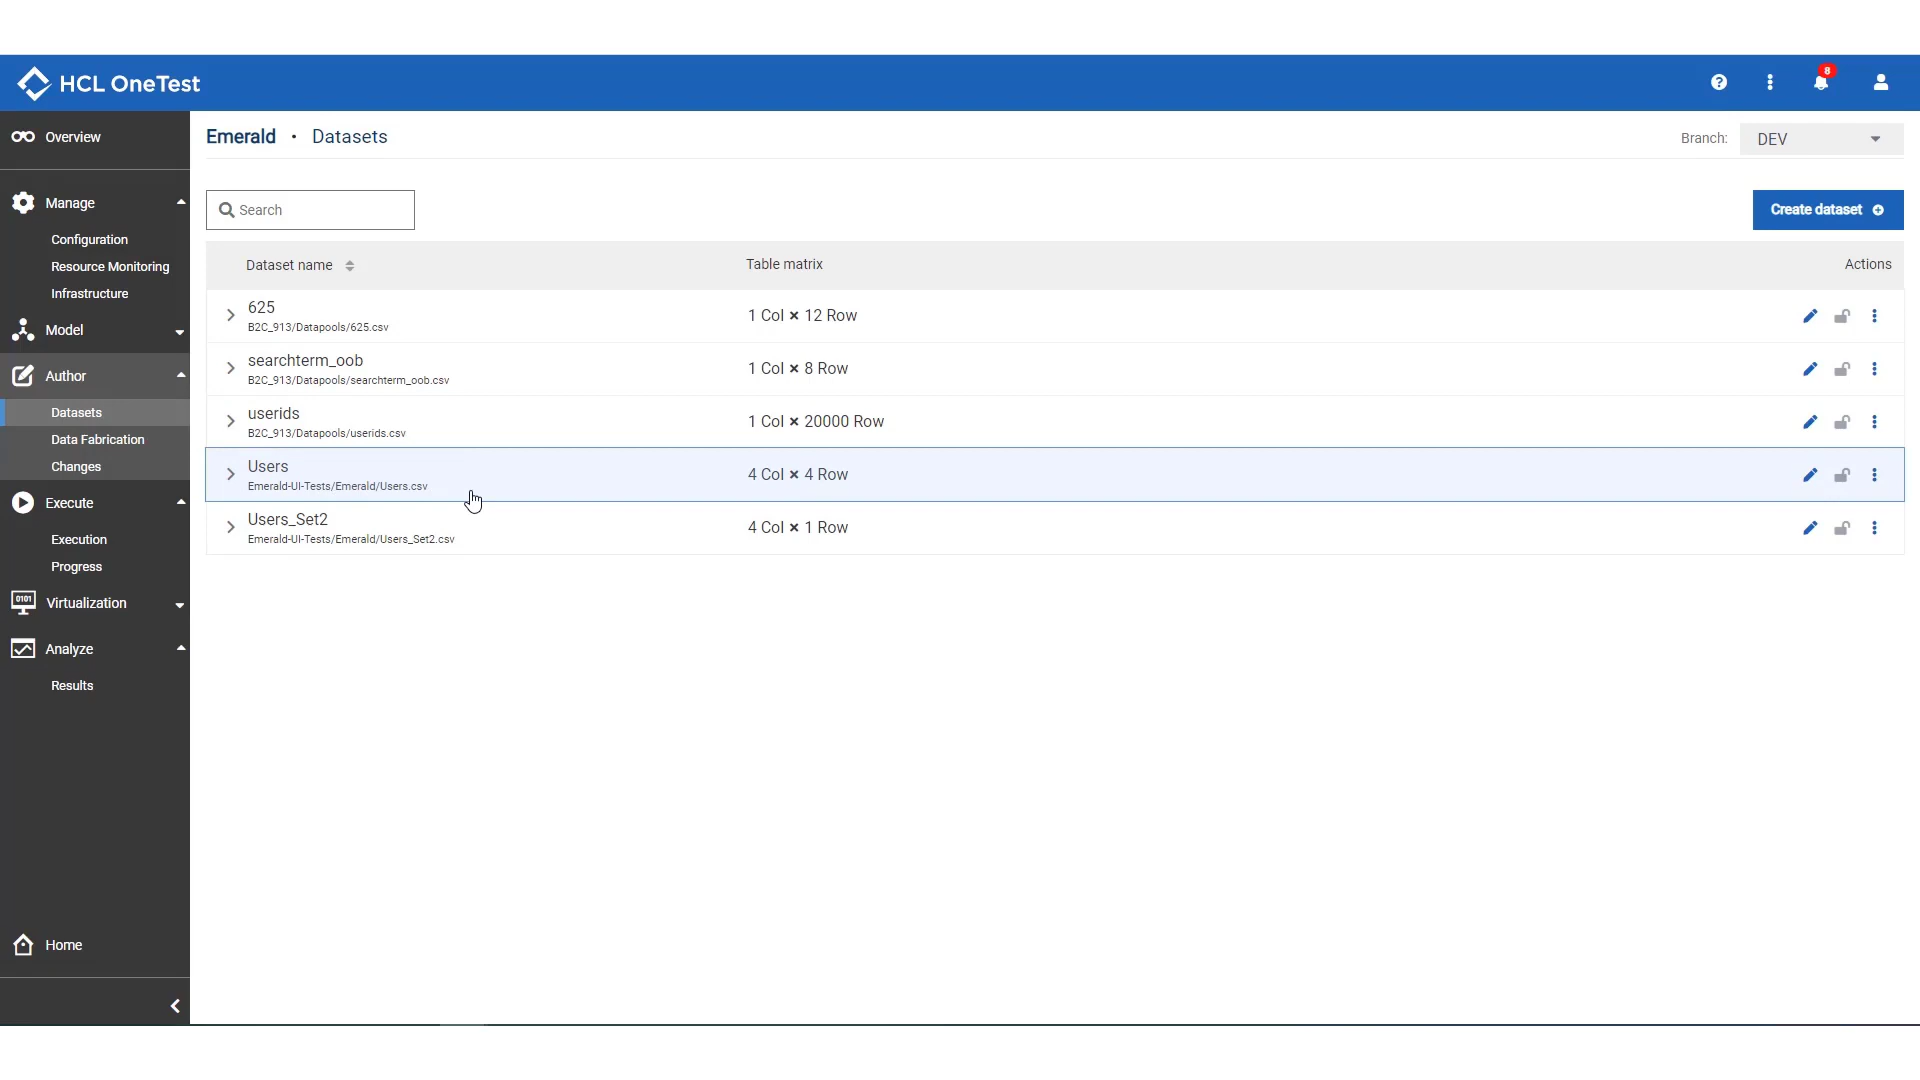 HCL OneTest
8
Overview
Emerald • Datasets
Branch: DEV
Manage
Search
Create dataset
Configuration
Resource Monitoring
Infrastructure
Dataset name Table matrix Actions
Model
625
B2C_913/Datapools/625.csv
1 Col × 12 Row
Author
searchterm_oob
B2C_913/Datapools/searchterm_oob.csv
1 Col × 8 Row
Datasets
Data Fabrication
Changes
userids
B2C_913/Datapools/userids.csv
1 Col × 20000 Row
Users
Emerald-UI-Tests/Emerald/Users.csv
4 Col × 4 Row
Execute
Users_Set2
Emerald-UI-Tests/Emerald/Users_Set2.csv
4 Col × 1 Row
Execution
Progress
0101
Virtualization
Analyze
Results
Home